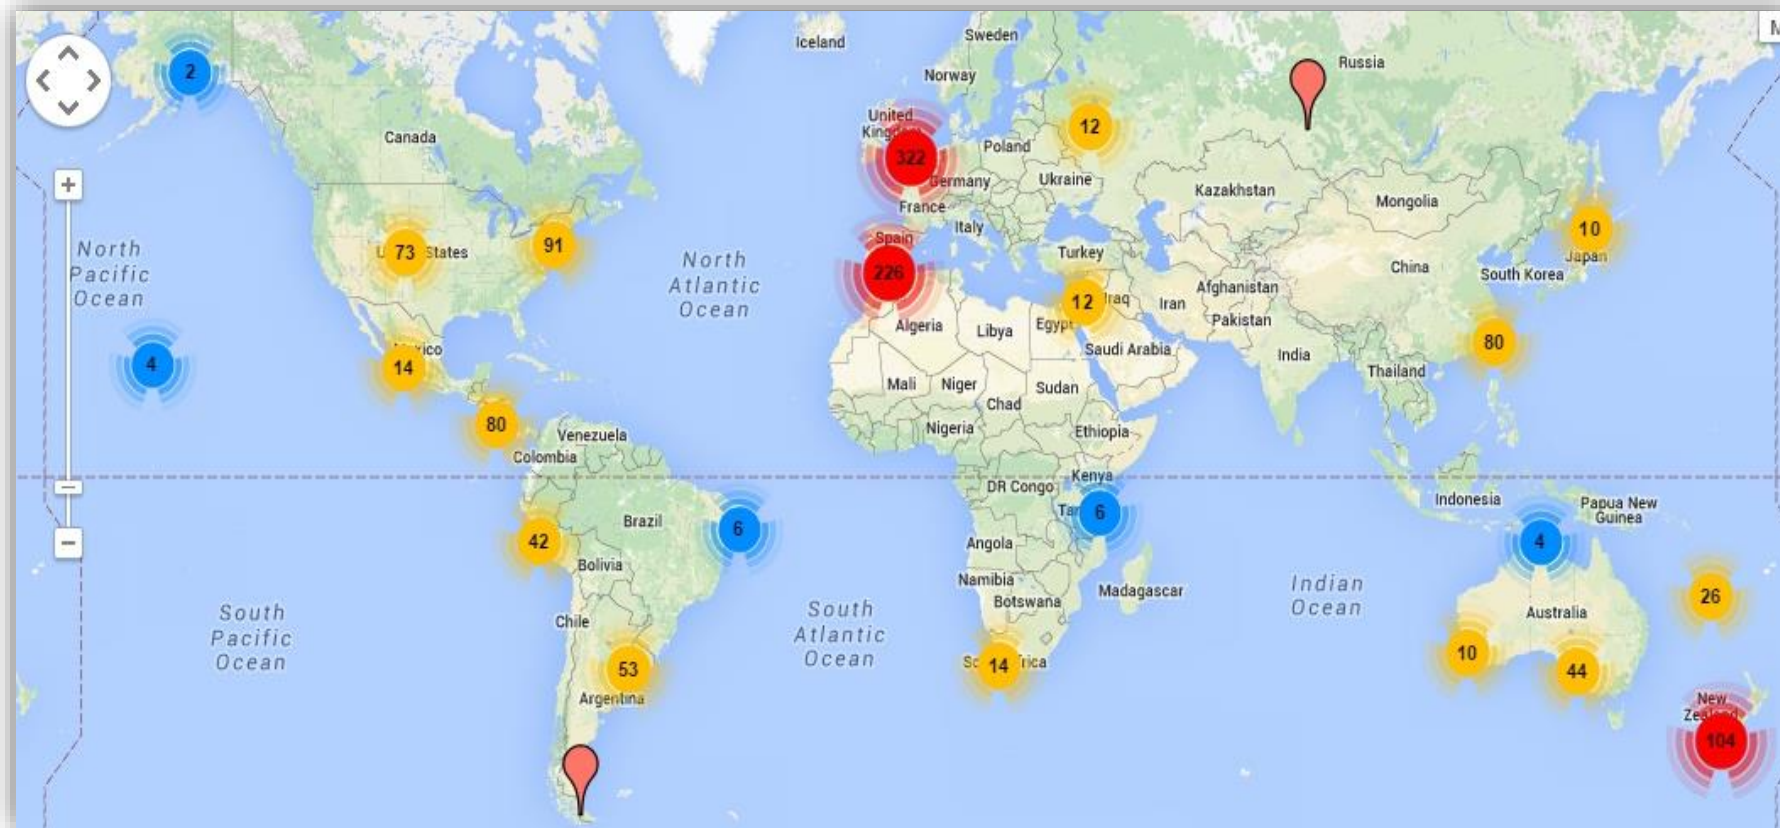 M
Iceland
Sweden
Russia
Norway
2
Canada
United
Kingdom
12
Poland
322
Germany
Ukraine
Kazakhstan
Mongolia
France
Italy
Spain
10
Japan
North
Pacific
Ocean
73
States
91
North
Atlantic
Ocean
226
Turkey
China
South Korea
Afghanistan
12
Iraq
Iran
Pakistan
Algeria
Libya
Egypt
80
Saudi Arabia
India
Thailand
4
Mexico
14
Mali
Niger
Sudan
Chad
80
Venezuela
Nigeria
Ethiopia
Colombia
Kenya
DR Congo
Indonesia
Papua New
Guinea
Brazil
6
6
42
Angola
4
Bolivia
Namibia
Botswana
Madagascar
Indian
Ocean
Australia
26
South
Pacific
Ocean
Chile
South
Atlantic
Ocean
53
Argentina
14
10
44
New
Zealand
104